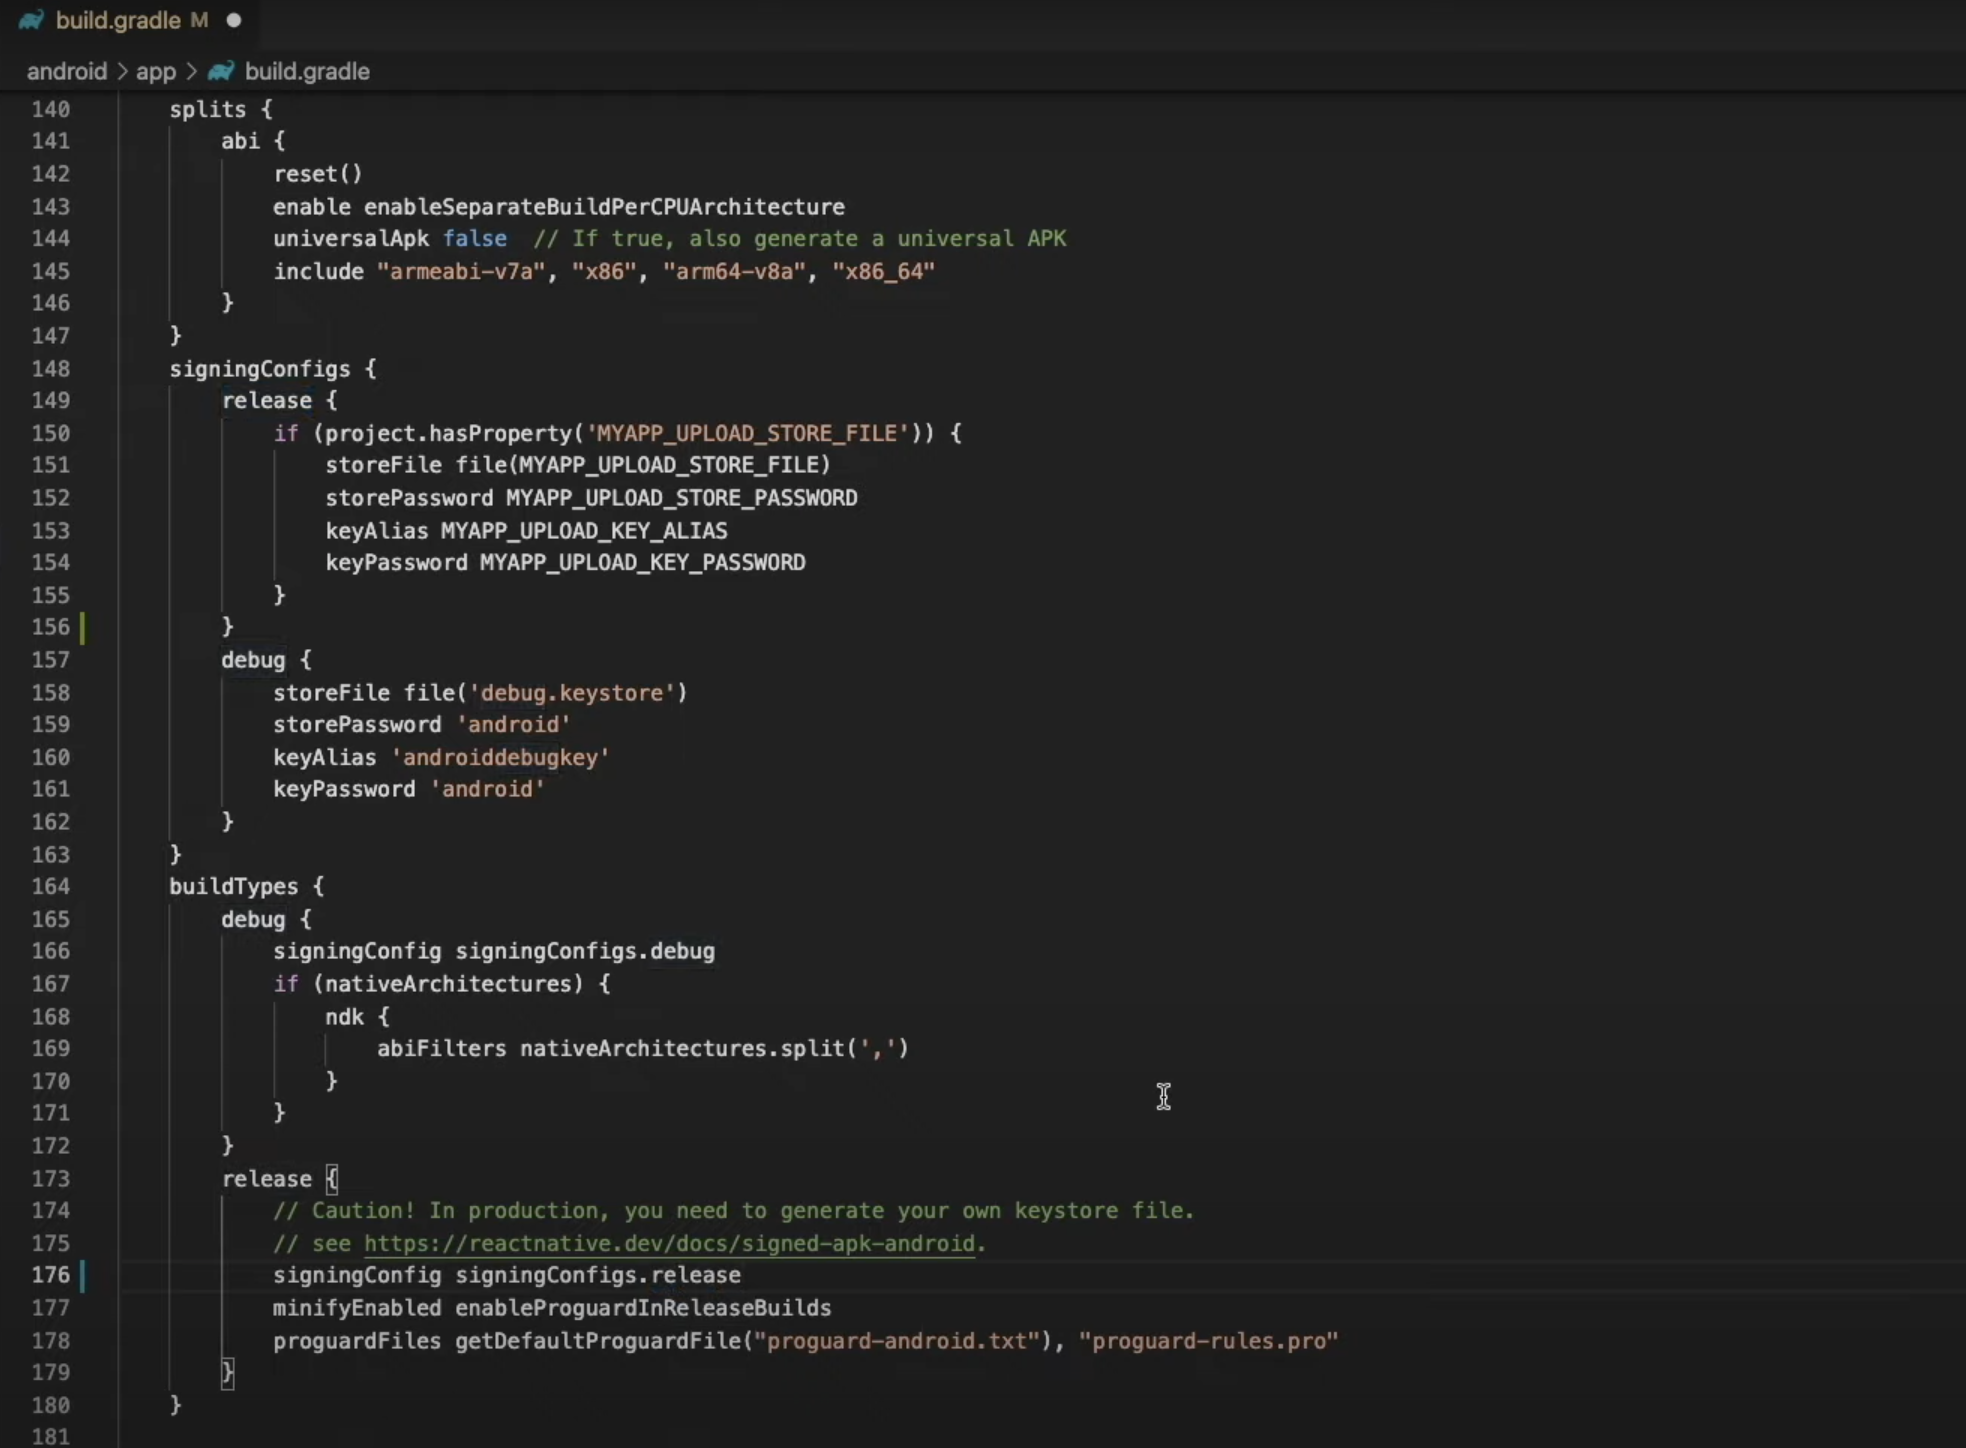 build.gradle M
android > app > build.gradle
140 splits {
141 abi {
142 reset()
143 enable enableSeparateBuildPerCPUArchitecture
144 universalApk false // If true, also generate a universal APK
145 include "armeabi-v7a", "x86", "arm64-v8a", "x86_64"
146 }
147 }
148 signingConfigs {
149 release {
150 if (project.hasProperty('MYAPP_UPLOAD_STORE_FILE')) {
151 storeFile file(MYAPP_UPLOAD_STORE_FILE)
152 storePassword MYAPP_UPLOAD_STORE_PASSWORD
153 keyAlias MYAPP_UPLOAD_KEY_ALIAS
154 keyPassword MYAPP_UPLOAD_KEY_PASSWORD
155 }
156 }
157 debug {
158 storeFile file('debug.keystore')
159 storePassword 'android'
160 keyAlias 'androiddebugkey'
161 keyPassword 'android'
162 }
163 }
164 buildTypes {
165 debug {
166 signingConfig signingConfigs.debug
167 if (nativeArchitectures) {
168 ndk {
169 abiFilters nativeArchitectures.split(',')
170 }
171 }
172 }
173 release {
174 // Caution! In production, you need to generate your own keystore file.
175 // see https://reactnative.dev/docs/signed-apk-android.
176 signingConfig signingConfigs.release
177 minifyEnabled enableProguardInReleaseBuilds
178 proguardFiles getDefaultProguardFile("proguard-android.txt"), "proguard-rules.pro"
179 }
180 }
181